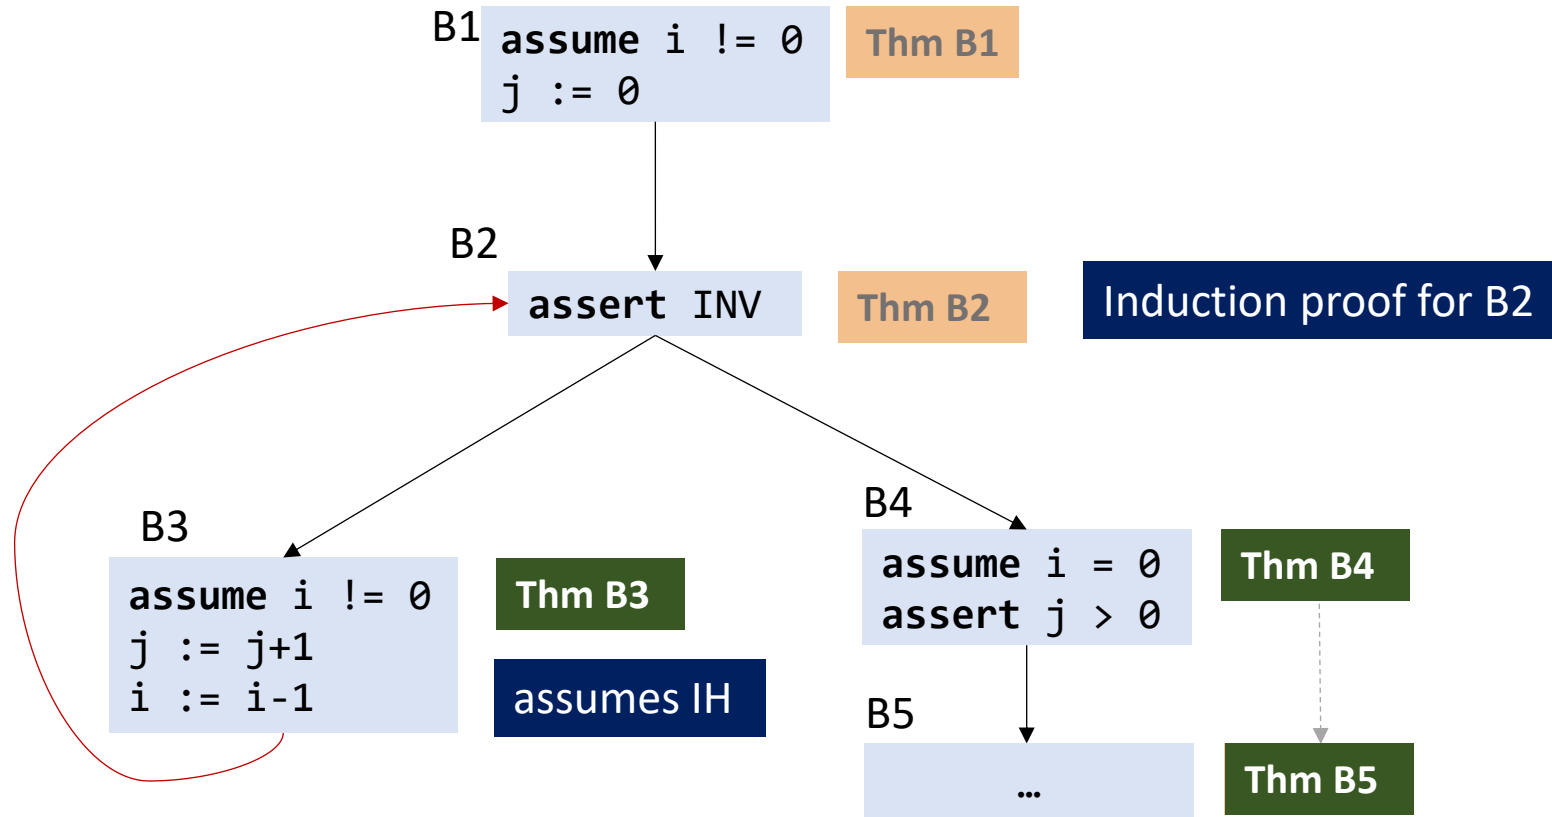 B1
assume i != 0
j := 0
Thm B1
B2
assert INV
Thm B2
Induction proof for B2
B3
assume i != 0
j := j+1
i := i-1
Thm B3
assumes IH
B4
assume i = 0
assert j > 0
Thm B4
B5
…
Thm B5